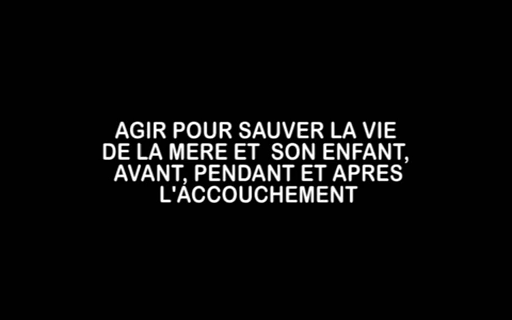 AGIR POUR SAUVER LA VIE
DE LA MERE ET  SON ENFANT,
AVANT, PENDANT ET APRES
L'ACCOUCHEMENT